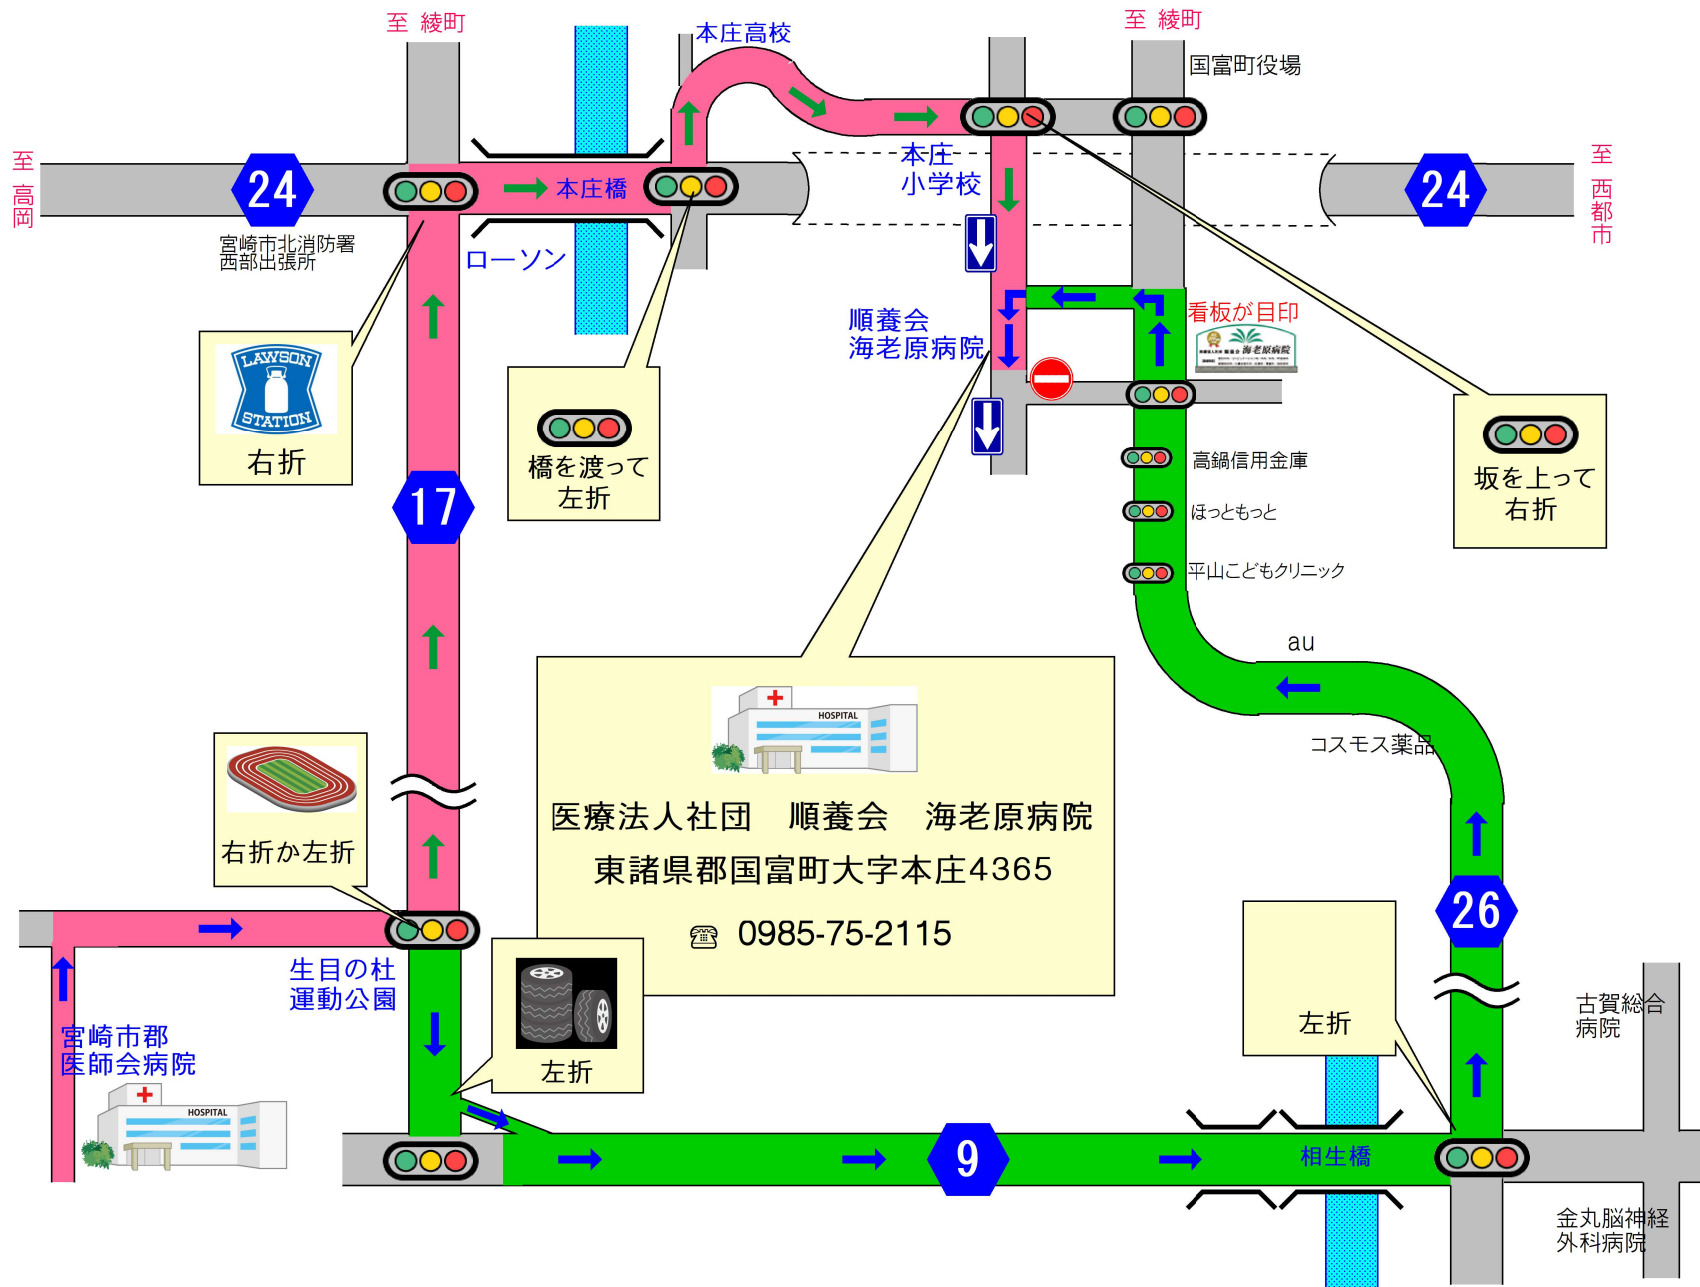 至 綾町
本庄高校
至 綾町
国富町役場
至 高岡
24
本庄橋
本庄
小学校
24
至 西都市
宮崎市北消防署
西部出張所
ローソン
LAWSON
STATION
右折
橋を渡って
左折
順養会
海老原病院
看板が目印
海老原病院
坂を上って
右折
17
高鍋信用金庫
ほっともっと
平山こどもクリニック
au
コスモス薬品
HOSPITAL
医療法人社団 順養会 海老原病院
東諸県郡国富町大字本庄4365
☎ 0985-75-2115
右折か左折
生目の杜
運動公園
左折
26
左折
古賀総合
病院
宮崎市郡
医師会病院
HOSPITAL
9
相生橋
金丸脳神経
外科病院